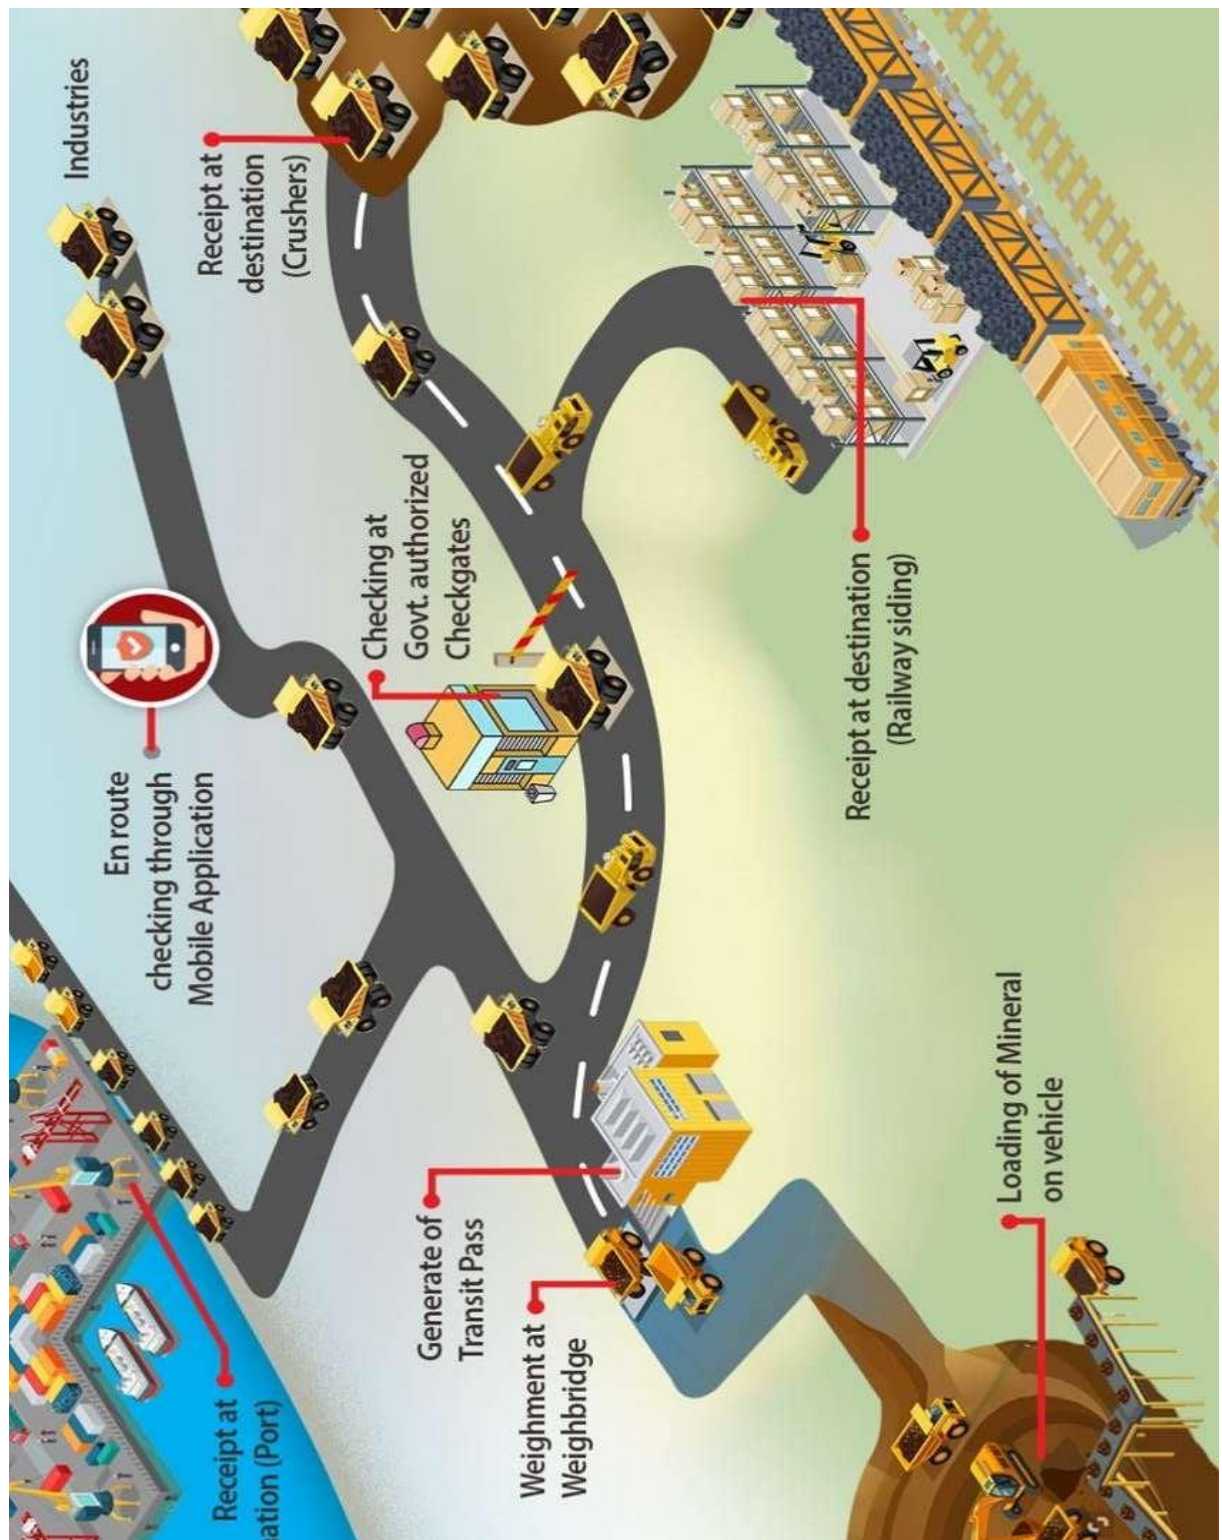 Receipt at
(Port)
En route
checking through
Mobile Application
Industries
Receipt at
destination
(Crushers)
Generate of
Transit Pass
Checking at
Govt. authorized
Checkgates
Weighment at
Weighbridge
Receipt at destination
(Railway siding)
Loading of Mineral
on vehicle